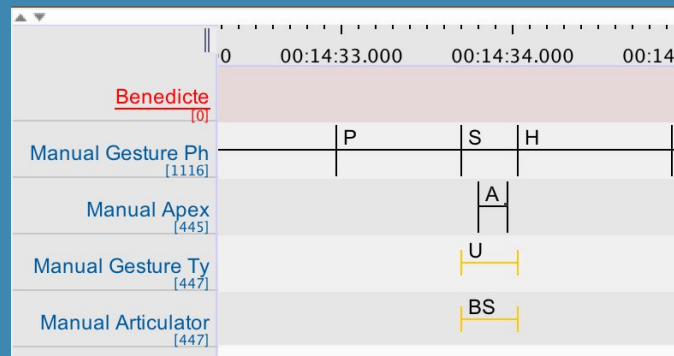 0 00:14:33.000 00:14:34.000 00:14
Benedicte
[0]
Manual Gesture Ph P S H
[1116]
Manual Apex A.
[445]
Manual Gesture Ty U
[447]
Manual Articulator BS
[447]